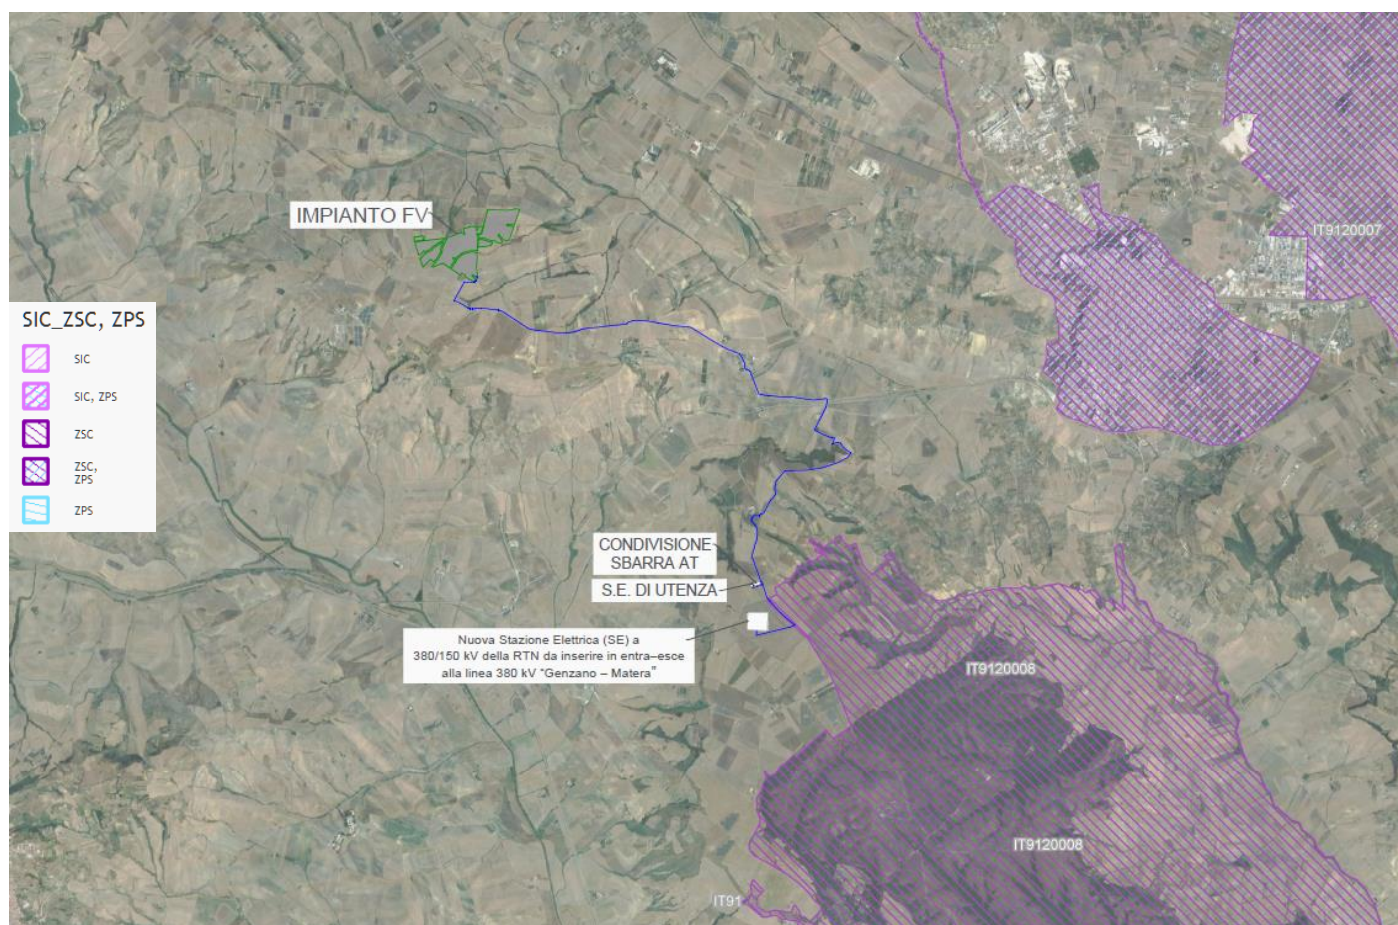 IMPIANTO FV
IT9120007
SIC_ZSC, ZPS
SIC
SIC, ZPS
ZSC
ZSC,
ZPS
ZPS
CONDIVISIONE
SBARRA AT
S.E. DI UTENZA
Nuova Stazione Elettrica (SE) a
380/150 kV della RTN da inserire in entra–esce
alla linea 380 kV “Genzano – Matera”
IT9120008
IT9120008
IT91